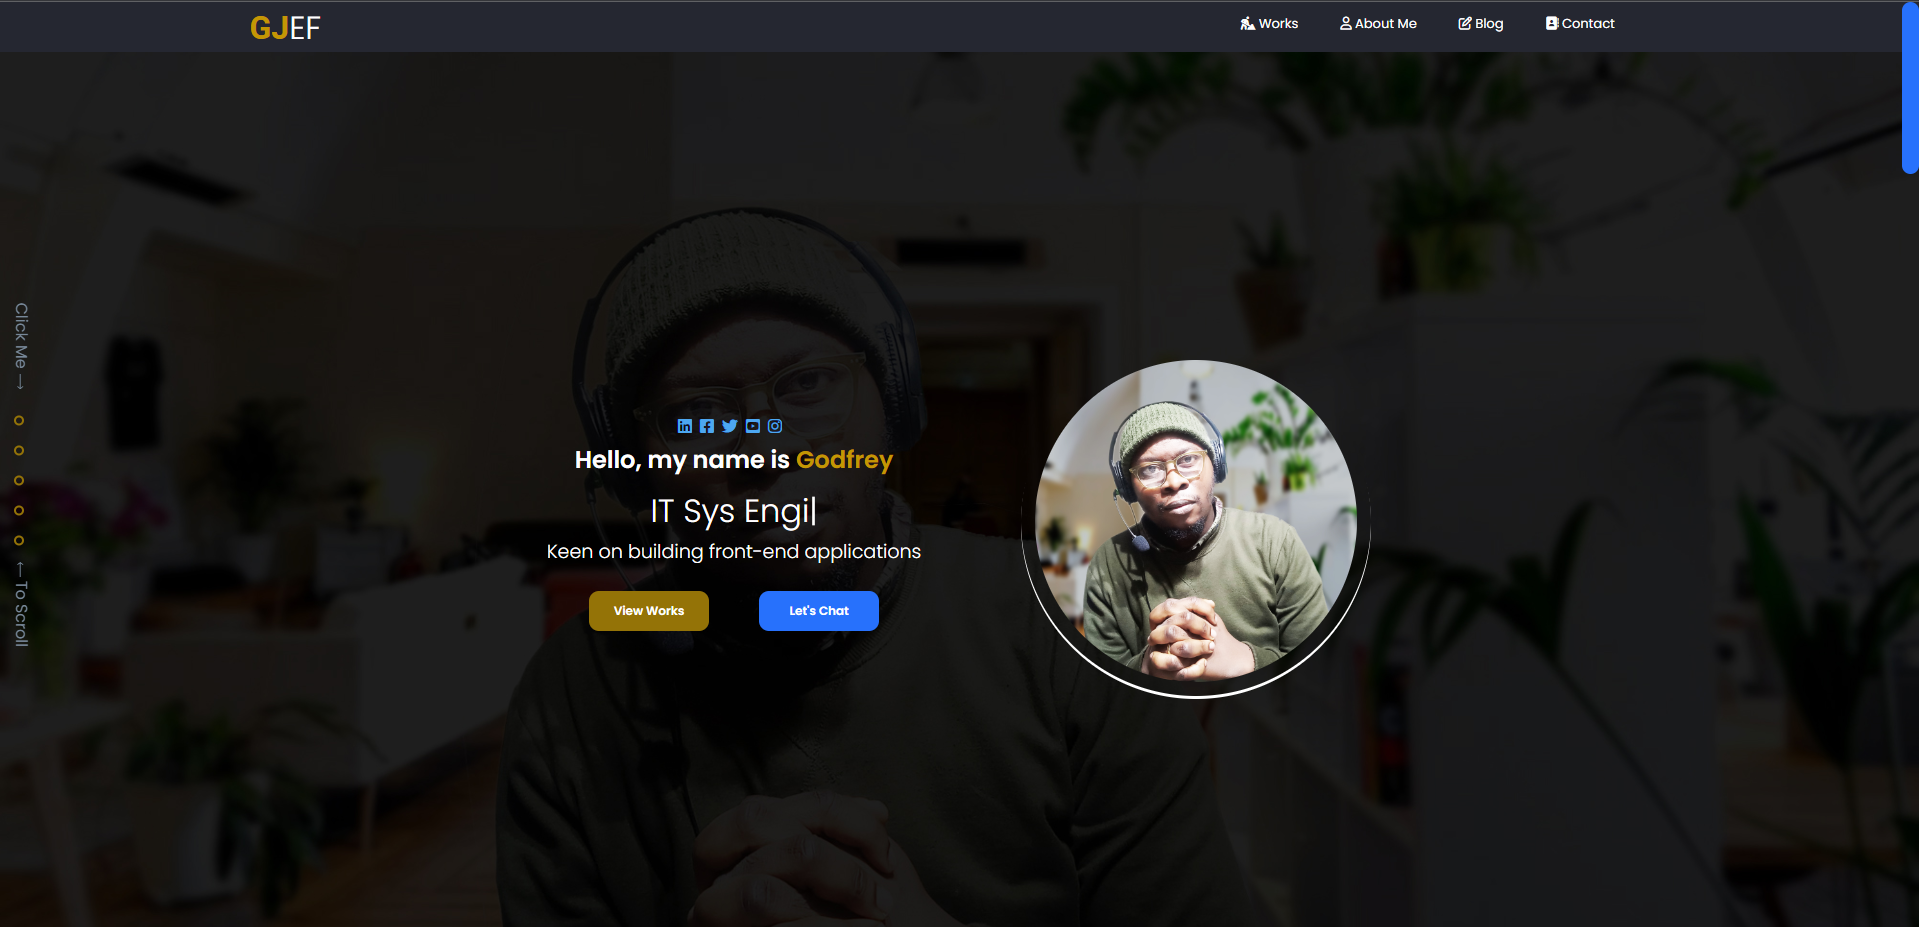 GJEF
Works
About Me
Blog
Contact
Click Me →
← To Scroll
Hello, my name is Godfrey
IT Sys Engi|
Keen on building front-end applications
View Works
Let's Chat